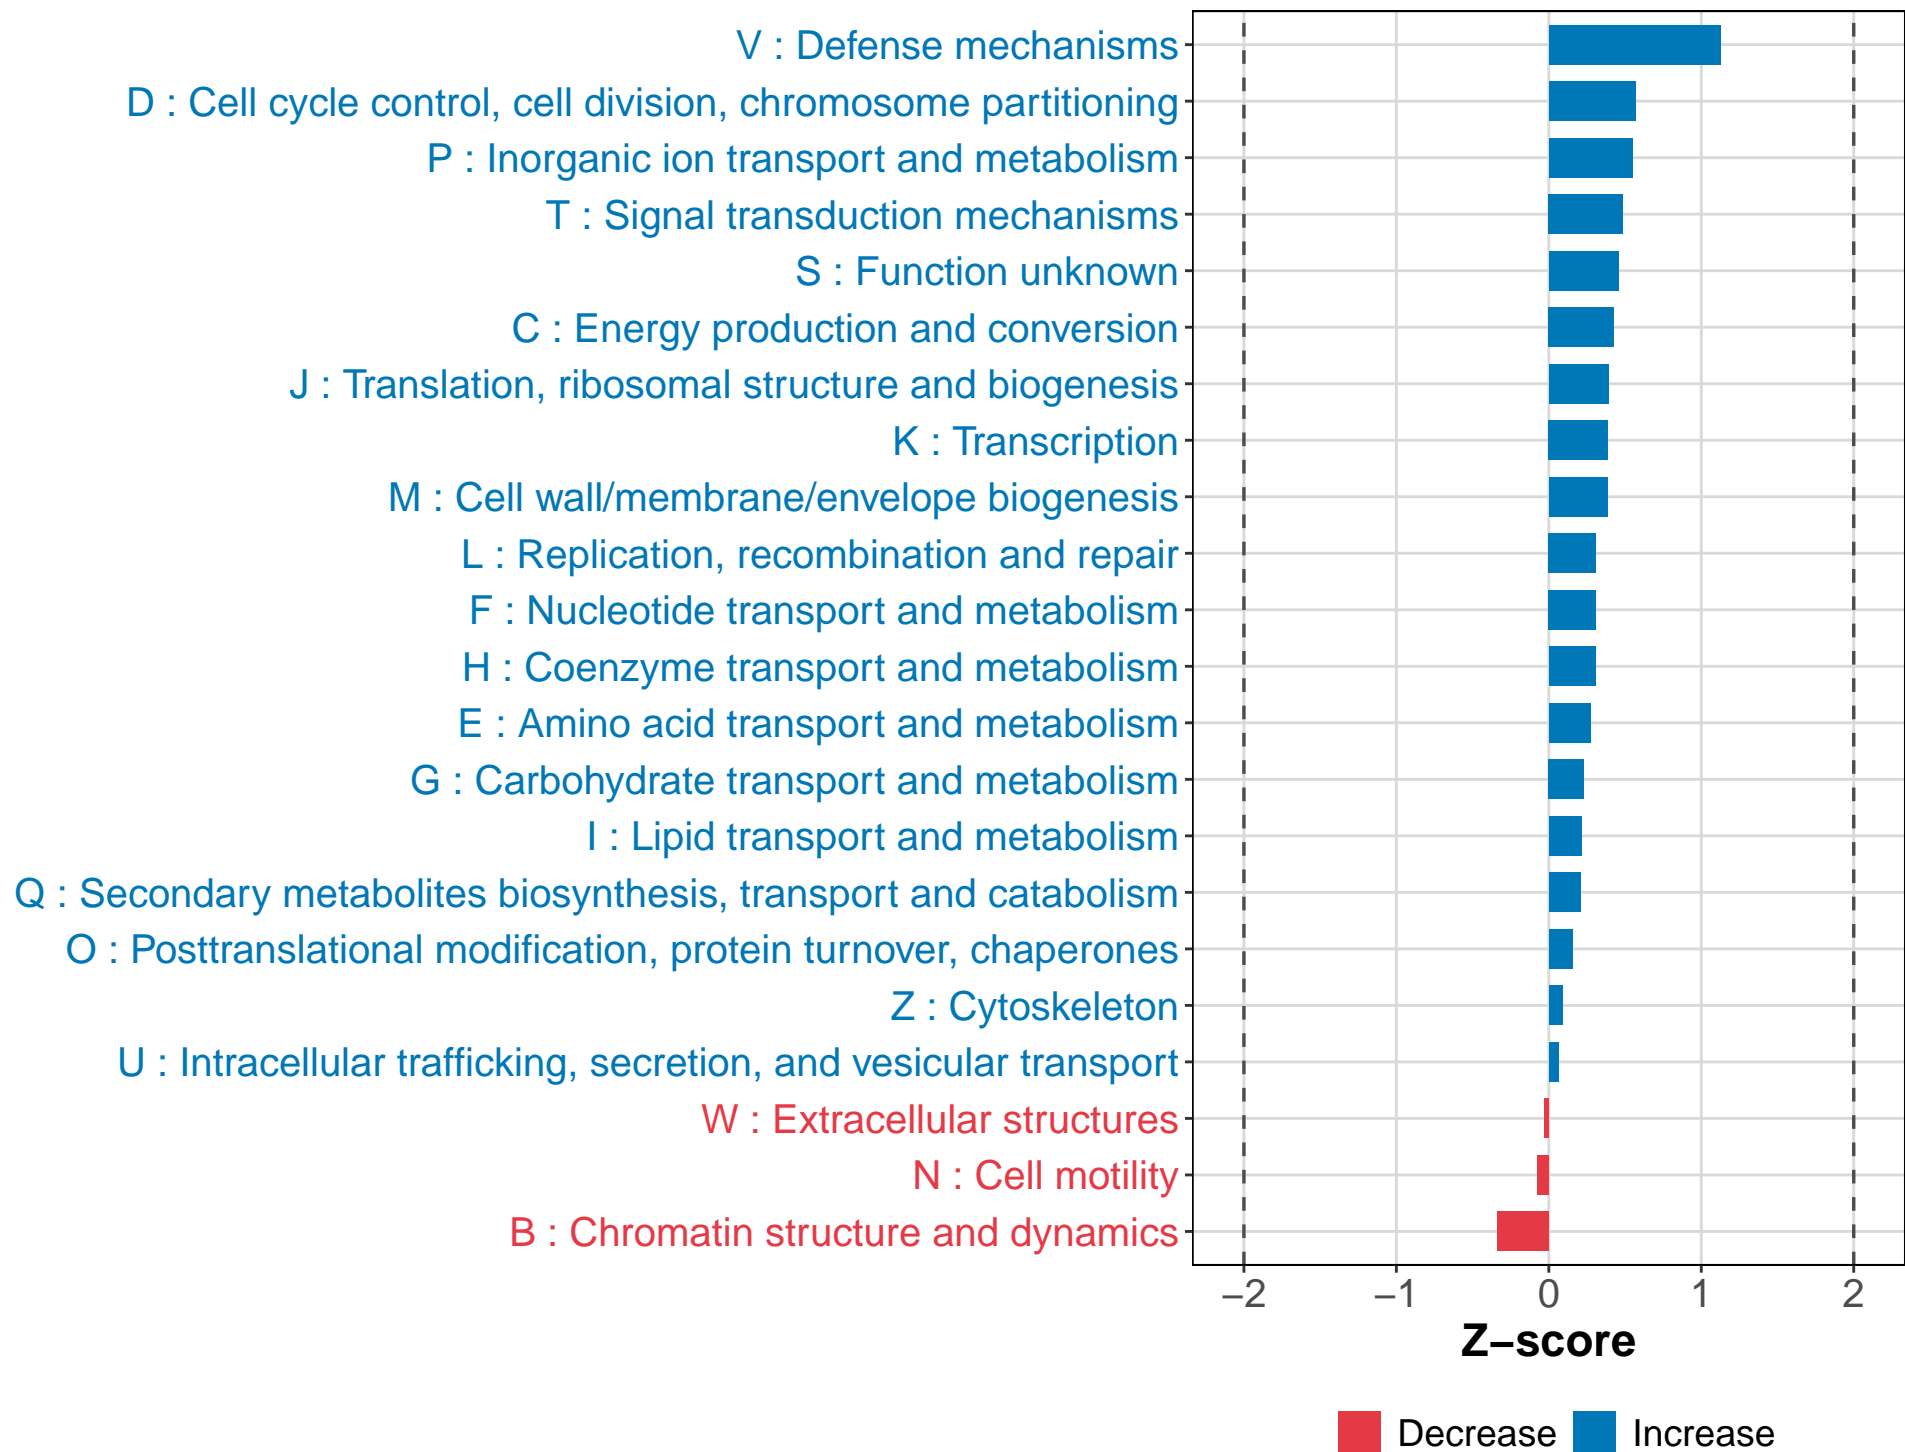 V : Defense mechanisms
D : Cell cycle control, cell division, chromosome partitioning
P : Inorganic ion transport and metabolism
T : Signal transduction mechanisms
S : Function unknown
C : Energy production and conversion
J : Translation, ribosomal structure and biogenesis
K : Transcription
M : Cell wall/membrane/envelope biogenesis
L : Replication, recombination and repair
F : Nucleotide transport and metabolism
H : Coenzyme transport and metabolism
E : Amino acid transport and metabolism
G : Carbohydrate transport and metabolism
I : Lipid transport and metabolism
Q : Secondary metabolites biosynthesis, transport and catabolism
O : Posttranslational modification, protein turnover, chaperones
Z : Cytoskeleton
U : Intracellular trafficking, secretion, and vesicular transport
W : Extracellular structures
N : Cell motility
B : Chromatin structure and dynamics
−2 −1 0 1 2
Z−score
Decrease Increase